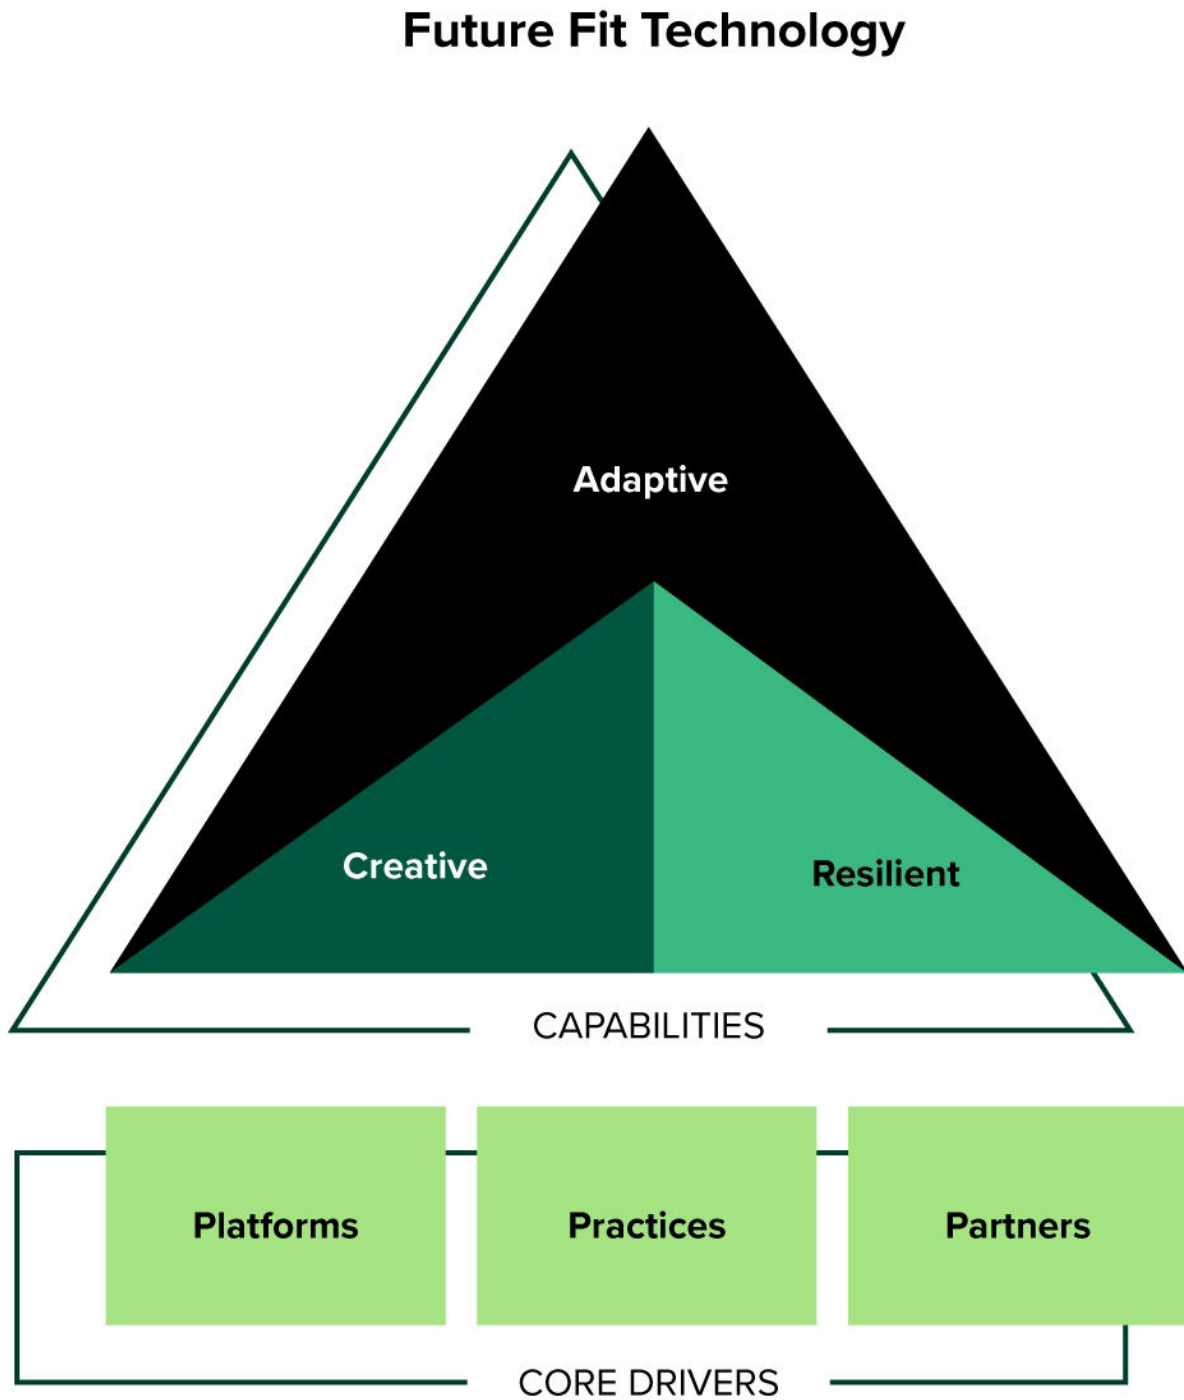 Future Fit Technology
Adaptive
Creative
Resilient
CAPABILITIES
Platforms
Practices
Partners
CORE DRIVERS